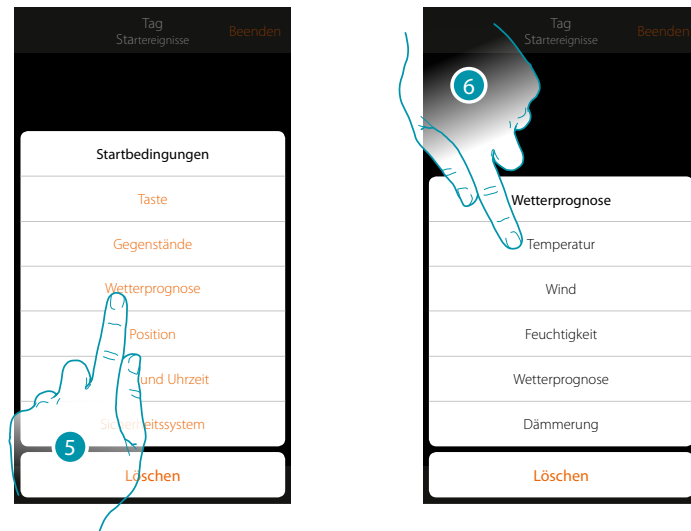 Tag
Startereignisse
Beenden
Startbedingungen
Taste
Gegenstände
Wetterprognose
Position
und Uhrzeit
Sicherheitssystem
Löschen
5
Tag
Startereignisse
Beenden
6
Wetterprognose
Temperatur
Wind
Feuchtigkeit
Wetterprognose
Dämmerung
Löschen